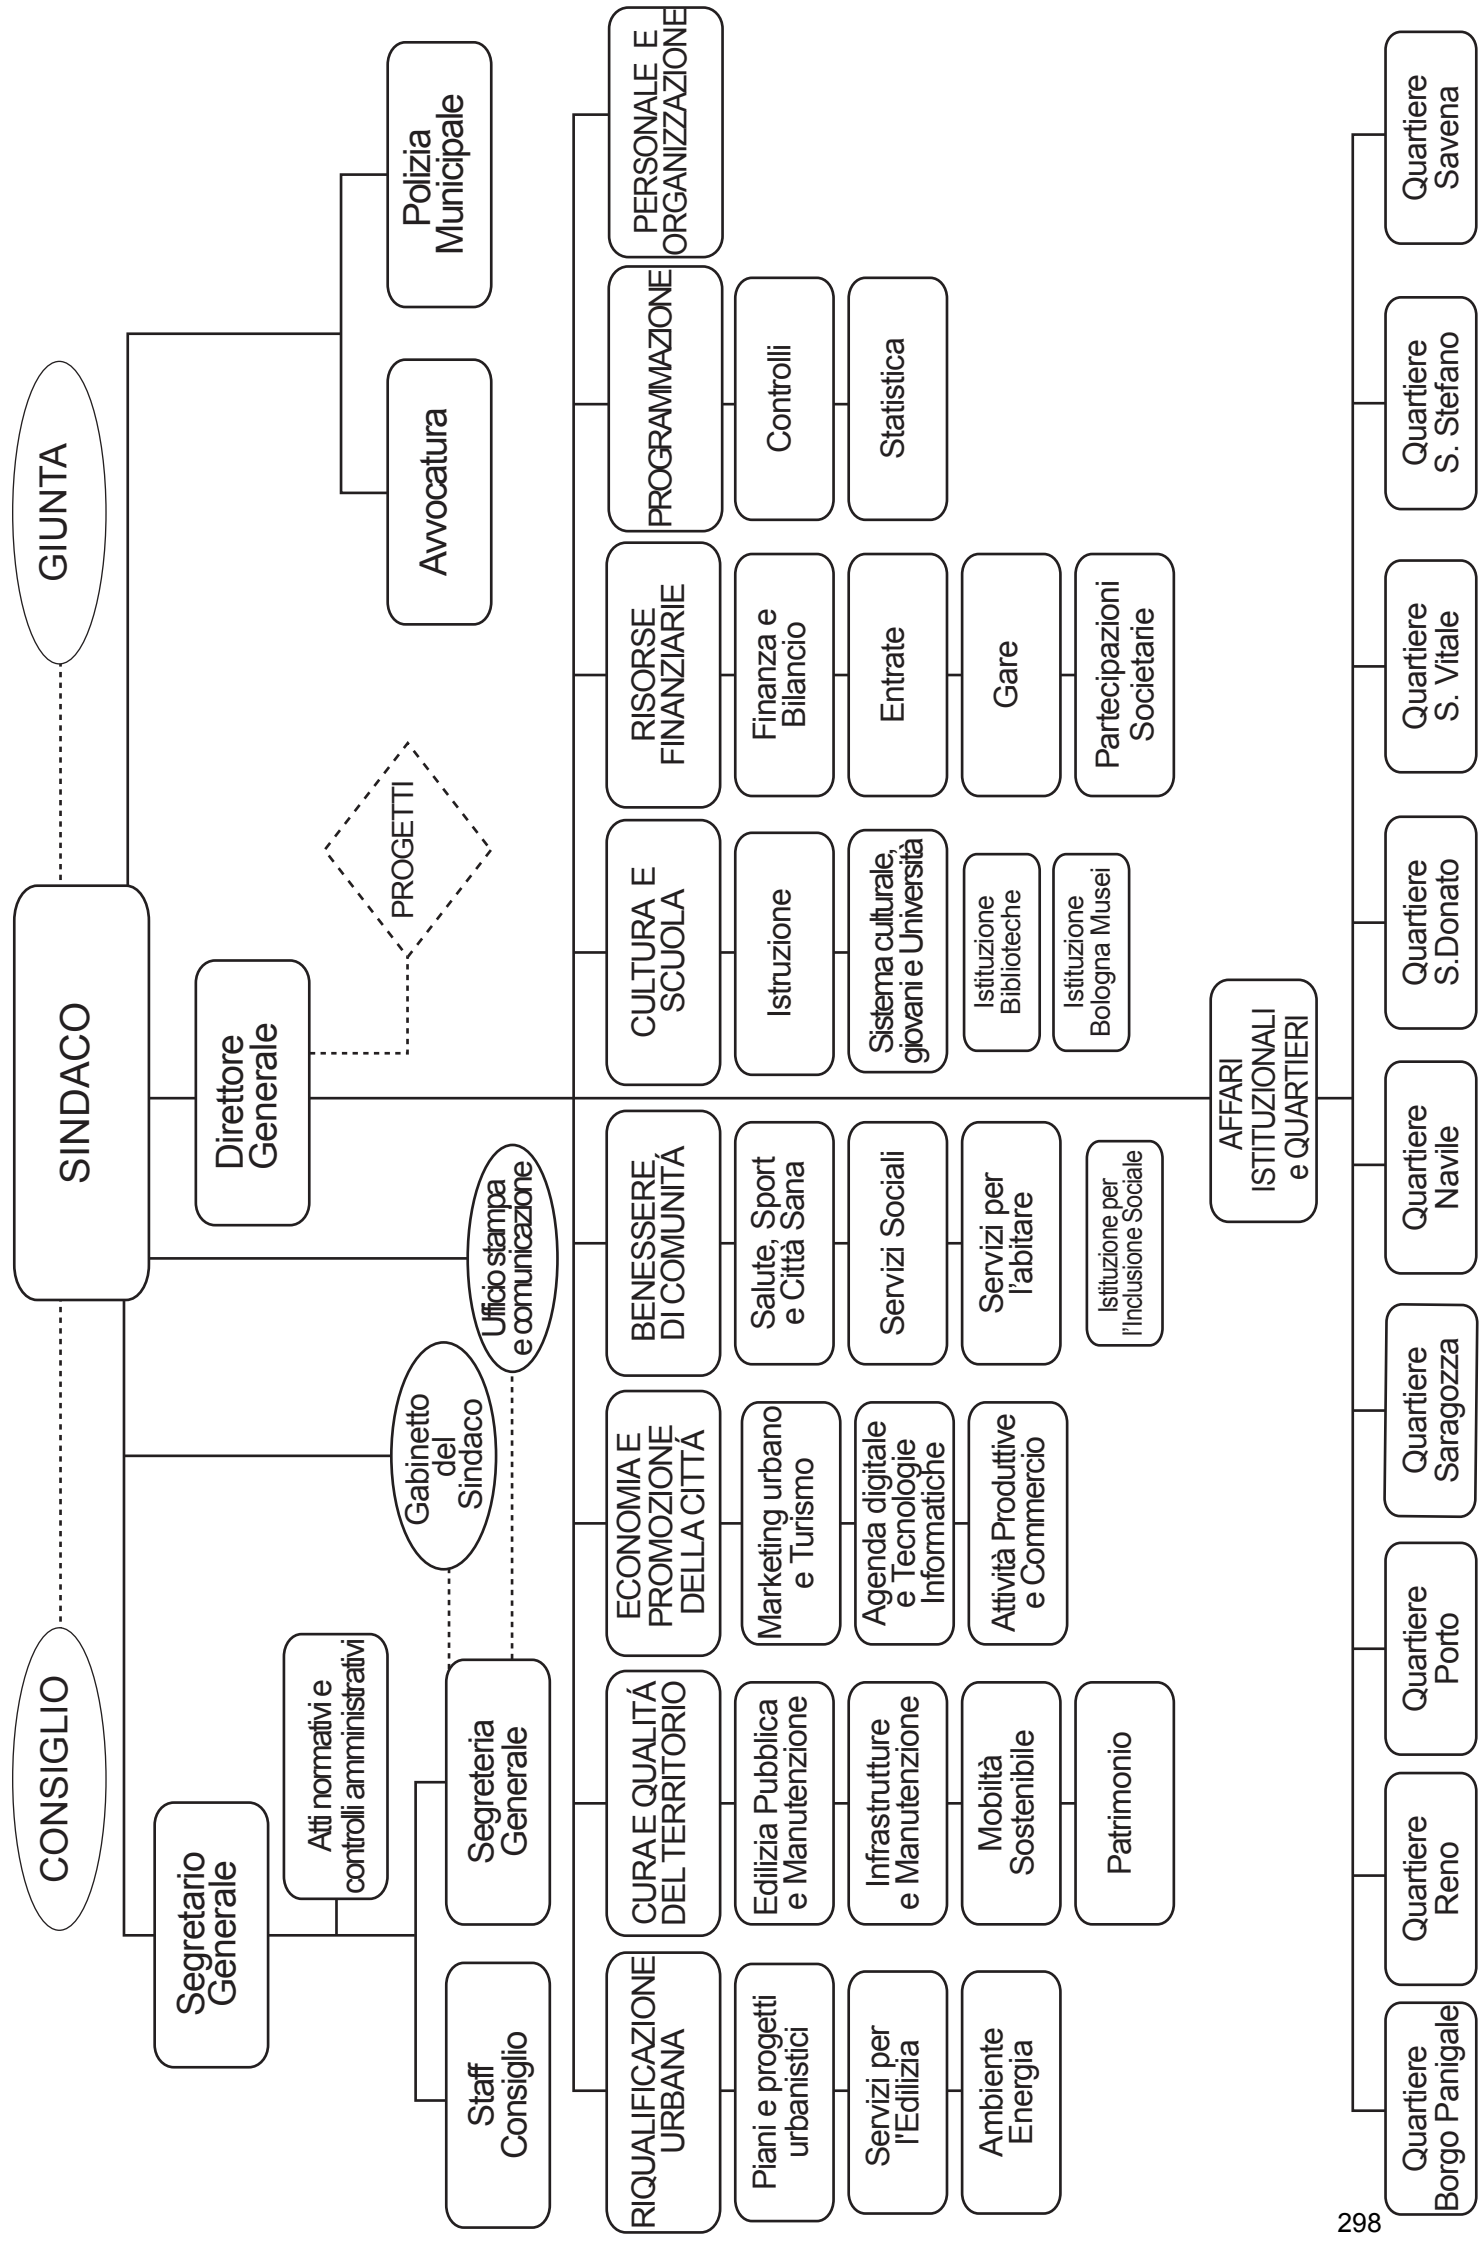 CONSIGLIO
SINDACO
GIUNTA
Segretario
Generale
Direttore
Generale
Atti normativi e
controlli amministrativi
PROGETTI
Gabinetto
del
Sindaco
Ufficio stampa
e comunicazione
Staff
Consiglio
Segreteria
Generale
Avvocatura
Polizia
Municipale
RIQUALIFICAZIONE
URBANA
Piani e progetti
urbanistici
Servizi per
l'Edilizia
Ambiente
Energia
CURA E QUALITÁ
DEL TERRITORIO
Edilizia Pubblica
e Manutenzione
Infrastrutture
e Manutenzione
Mobiltà
Sostenibile
Patrimonio
ECONOMIA E
PROMOZIONE
DELLA CITTÁ
Marketing urbano
e Turismo
Agenda digitale
e Tecnologie
Informatiche
Attività Produttive
e Commercio
BENESSERE
DI COMUNITÁ
Salute, Sport
e Città Sana
Servizi Sociali
Servizi per
l'abitare
Istituzione per
l'Inclusione Sociale
CULTURA E
SCUOLA
Istruzione
Sistema culturale,
giovani e Università
Istituzione
Biblioteche
Istituzione
Bologna Musei
RISORSE
FINANZIARIE
Finanza e
Bilancio
Entrate
Gare
Partecipazioni
Societarie
PROGRAMMAZIONE
Controlli
Statistica
PERSONALE E
ORGANIZZAZIONE
AFFARI
ISTITUZIONALI
e QUARTIERI
Quartiere
Borgo Panigale
Quartiere
Reno
Quartiere
Porto
Quartiere
Saragozza
Quartiere
Navile
Quartiere
S.Donato
Quartiere
S. Vitale
Quartiere
S. Stefano
Quartiere
Savena
298